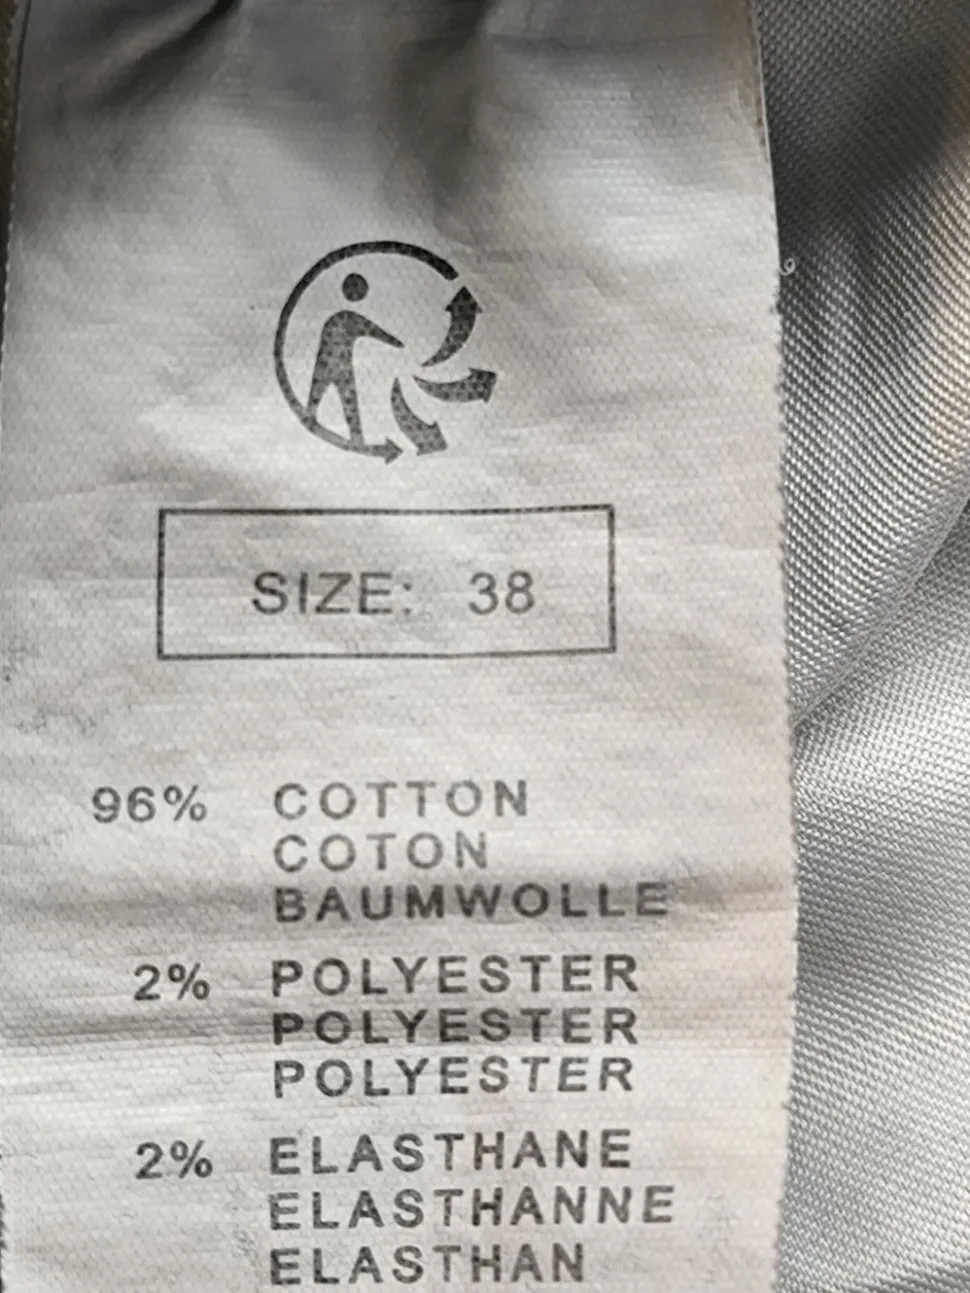 SIZE: 38
96% COTTON
COTON
BAUMWOLLE
2% POLYESTER
POLYESTER
POLYESTER
2% ELASTHANE
ELASTHANNE
ELASTHAN